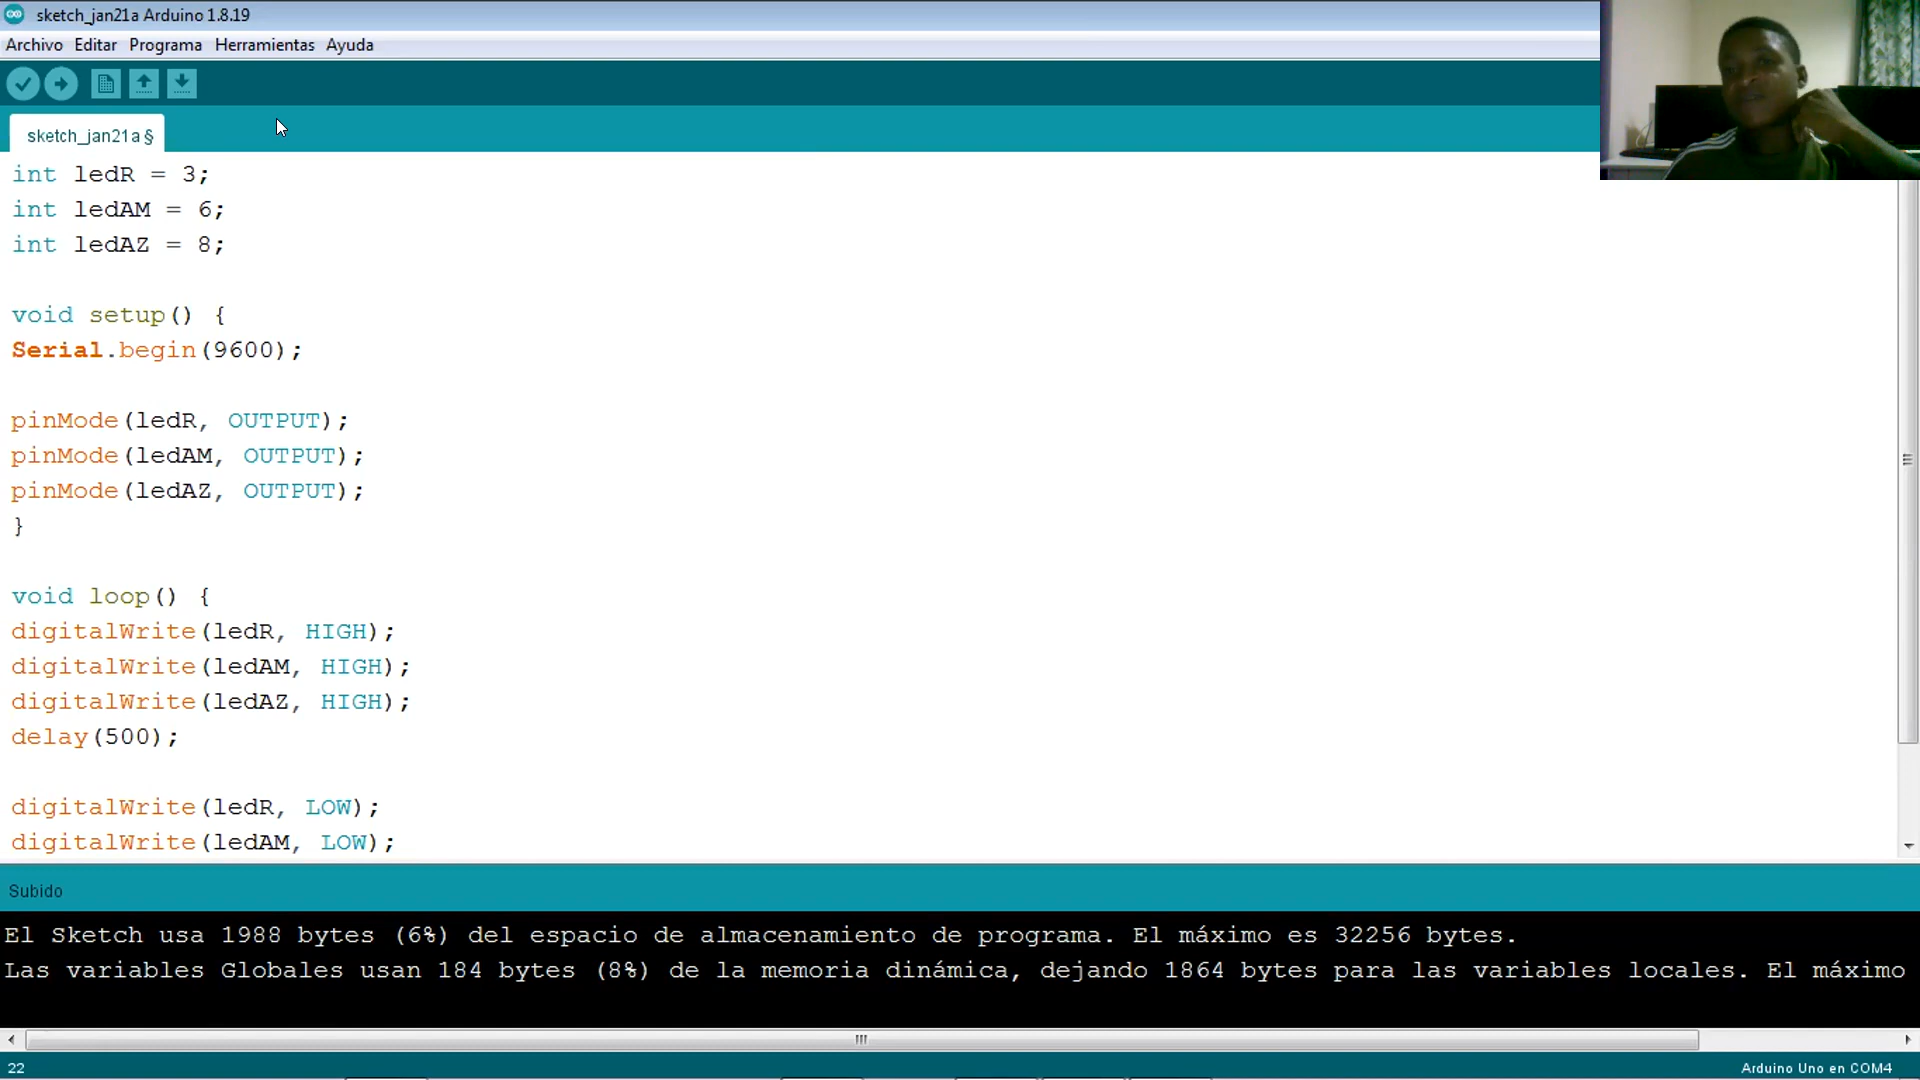 sketch_jan21a Arduino 1.8.19
Archivo Editar Programa Herramientas Ayuda
sketch_jan21a §
int ledR = 3;
int ledAM = 6;
int ledAZ = 8;
void setup() {
Serial.begin(9600);
pinMode(ledR, OUTPUT);
pinMode(ledAM, OUTPUT);
pinMode(ledAZ, OUTPUT);
}
void loop() {
digitalWrite(ledR, HIGH);
digitalWrite(ledAM, HIGH);
digitalWrite(ledAZ, HIGH);
delay(500);
digitalWrite(ledR, LOW);
digitalWrite(ledAM, LOW);
Subido
El Sketch usa 1988 bytes (6%) del espacio de almacenamiento de programa. El máximo es 32256 bytes.
Las variables Globales usan 184 bytes (8%) de la memoria dinámica, dejando 1864 bytes para las variables locales. El máximo
22
Arduino Uno en COM4